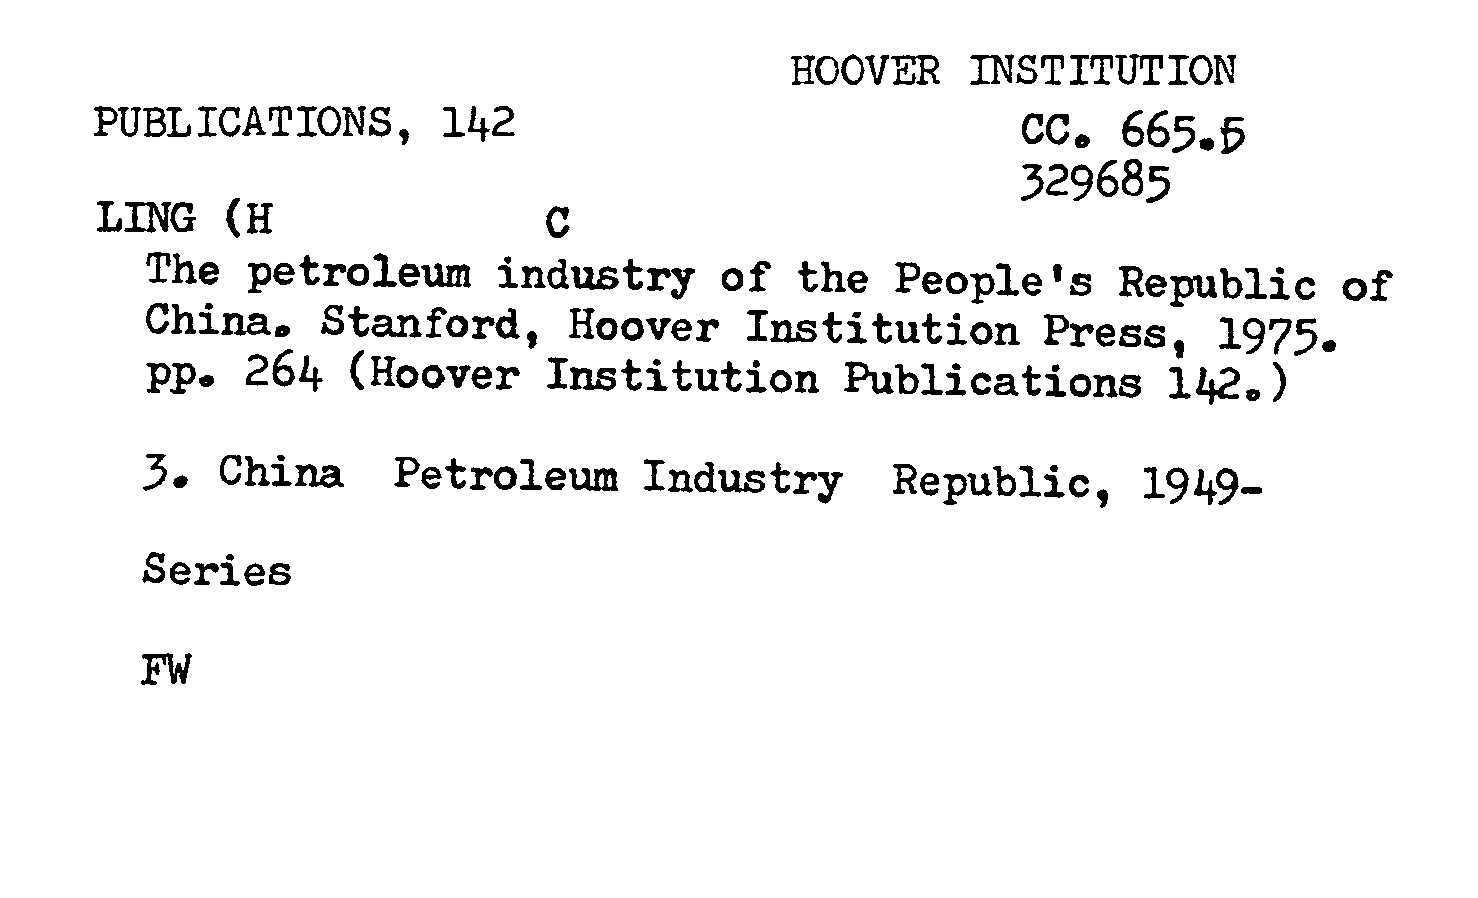 HOOVER INSTITUTION
PUBLICATIONS, 142
CC. 665.5
329685
LING (H C
The petroleum industry of the People's Republic of
China. Stanford, Hoover Institution Press, 1975.
pp. 264 (Hoover Institution Publications 142.)
3. China Petroleum Industry Republic, 1949-
Series
FW